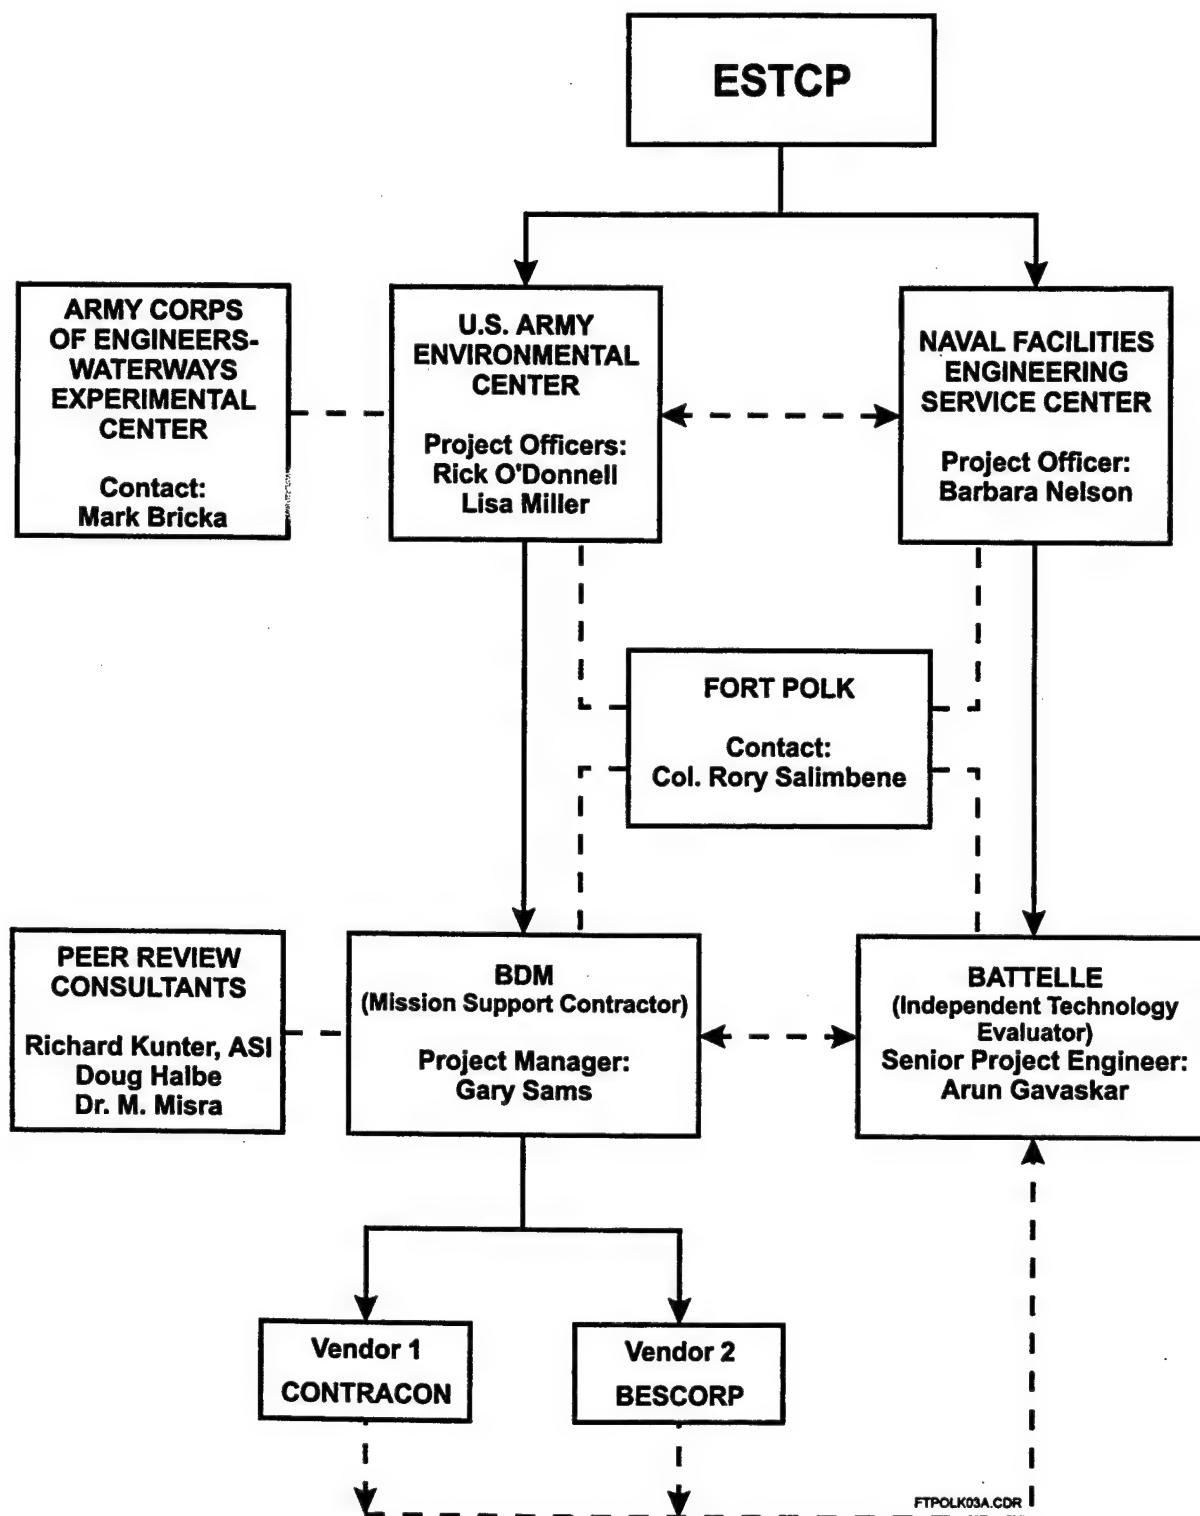 ESTCP
ARMY CORPS
OF ENGINEERS-
WATERWAYS
EXPERIMENTAL
CENTER
Contact:
Mark Bricka
U.S. ARMY
ENVIRONMENTAL
CENTER
Project Officers:
Rick O'Donnell
Lisa Miller
NAVAL FACILITIES
ENGINEERING
SERVICE CENTER
Project Officer:
Barbara Nelson
FORT POLK
Contact:
Col. Rory Salimbene
PEER REVIEW
CONSULTANTS
Richard Kunter, ASI
Doug Halbe
Dr. M. Misra
BDM
(Mission Support Contractor)
Project Manager:
Gary Sams
BATTELLE
(Independent Technology
Evaluator)
Senior Project Engineer:
Arun Gavaskar
Vendor 1
CONTRACON
Vendor 2
BESCORP
FTPOLK03A.CDR